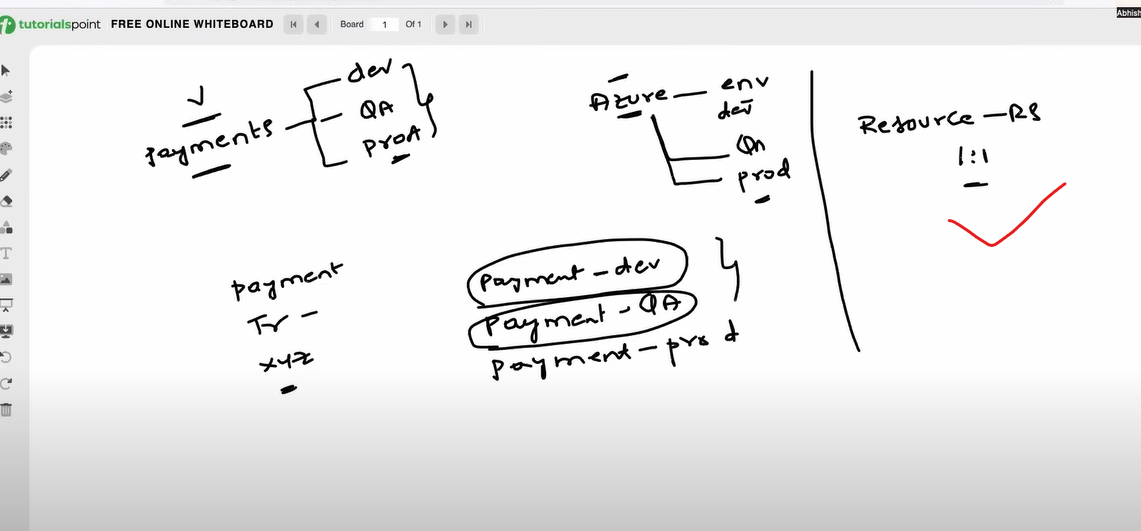 Abhish
tutorialspoint FREE ONLINE WHITEBOARD Board 1 Of 1
dev
payments QA
prod
Azure env
dev
QA
prod
Resource - RS
1:1
payment
Tr -
xyz
payment - dev
payment - QA
payment - prod